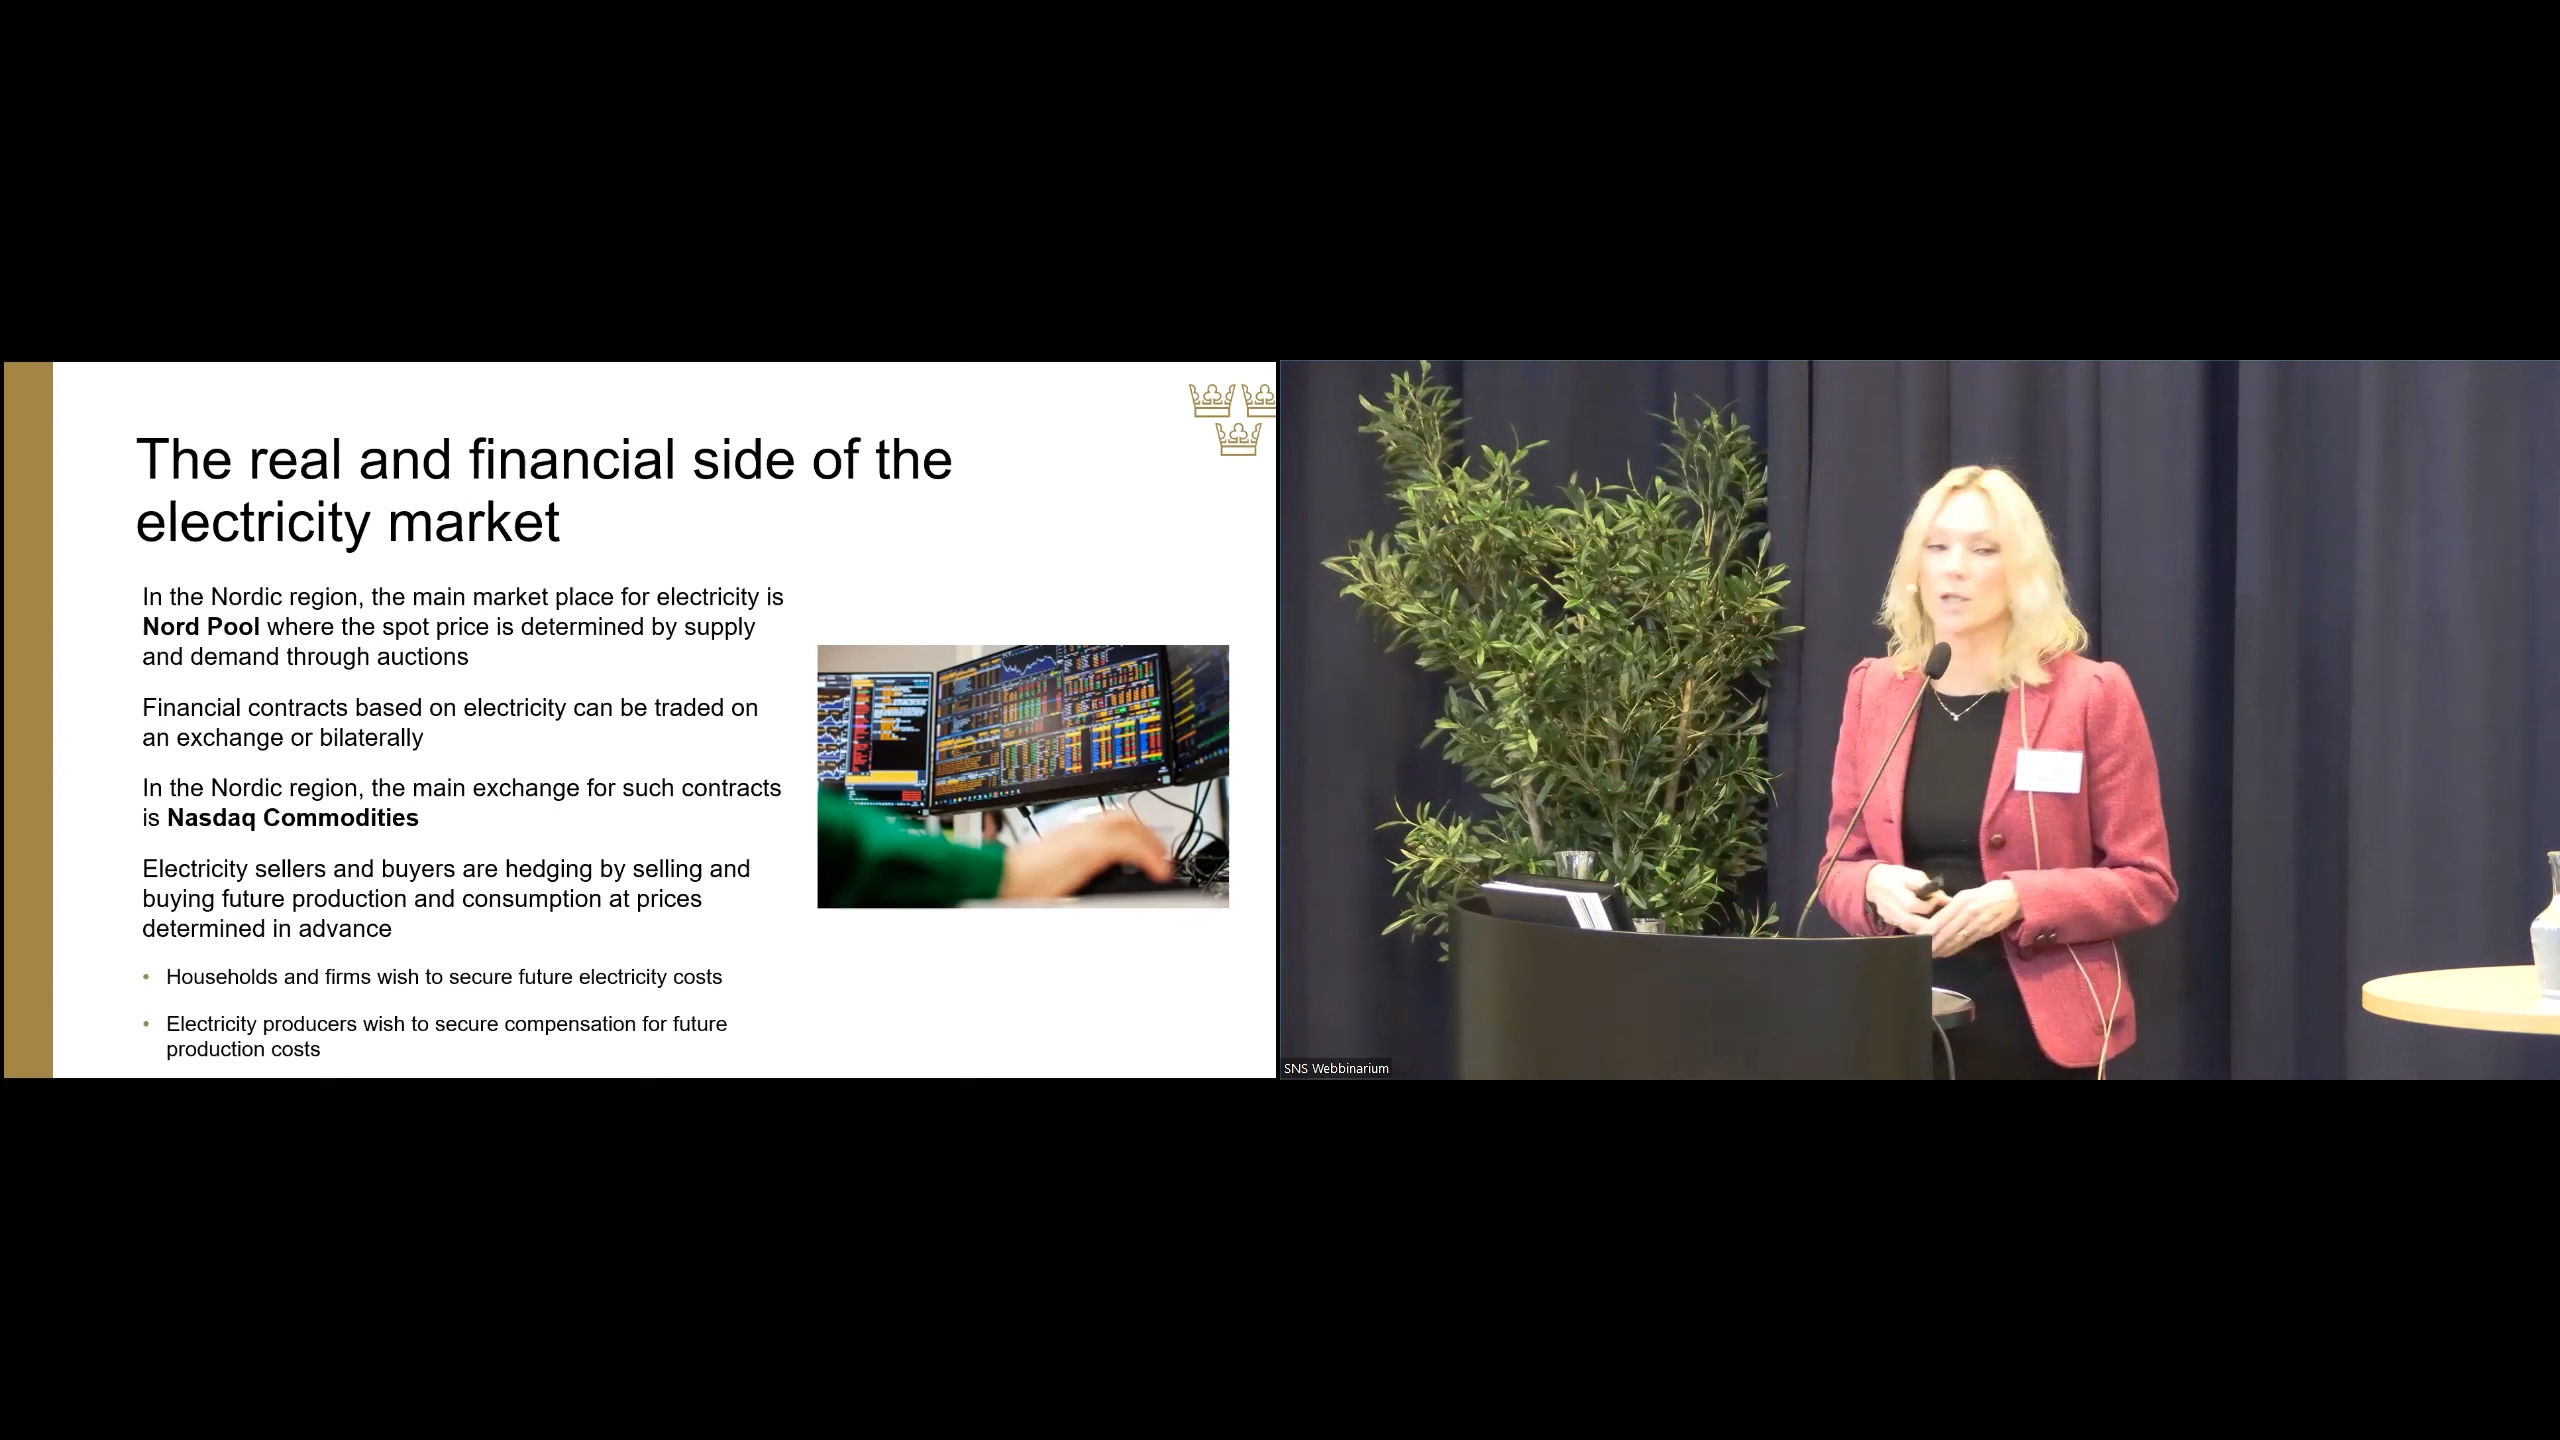 The real and financial side of the
electricity market
In the Nordic region, the main market place for electricity is
Nord Pool where the spot price is determined by supply
and demand through auctions
Financial contracts based on electricity can be traded on
an exchange or bilaterally
In the Nordic region, the main exchange for such contracts
is Nasdaq Commodities
Electricity sellers and buyers are hedging by selling and
buying future production and consumption at prices
determined in advance
• Households and firms wish to secure future electricity costs
• Electricity producers wish to secure compensation for future
production costs
SNS Webbinarium